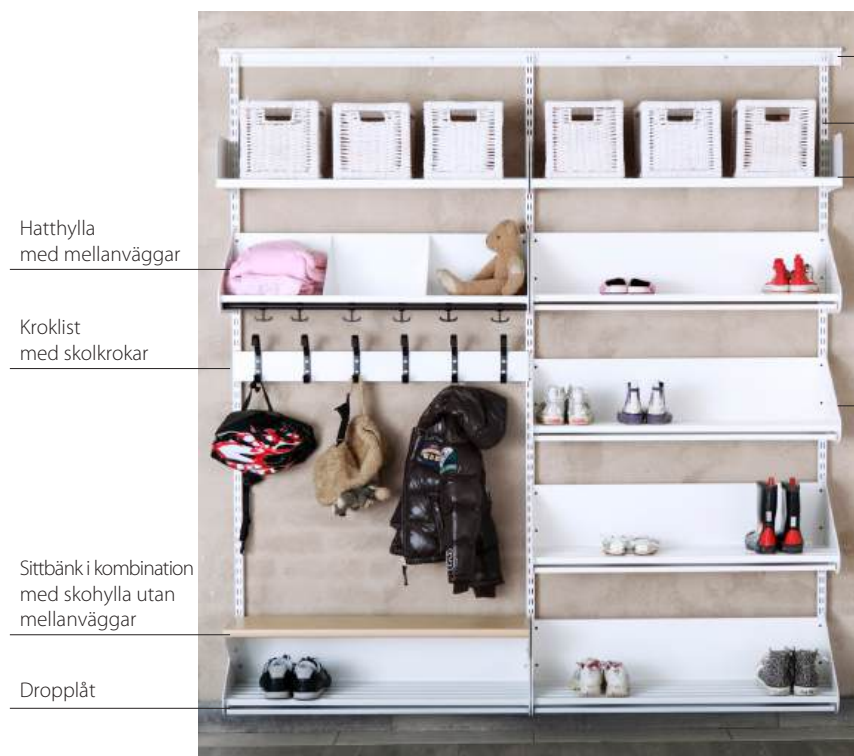 Hatthylla
med mellanväggar
Kroklist
med skolkrokar
Sittbänk i kombination
med skohylla utan
mellanväggar
Dropplåt